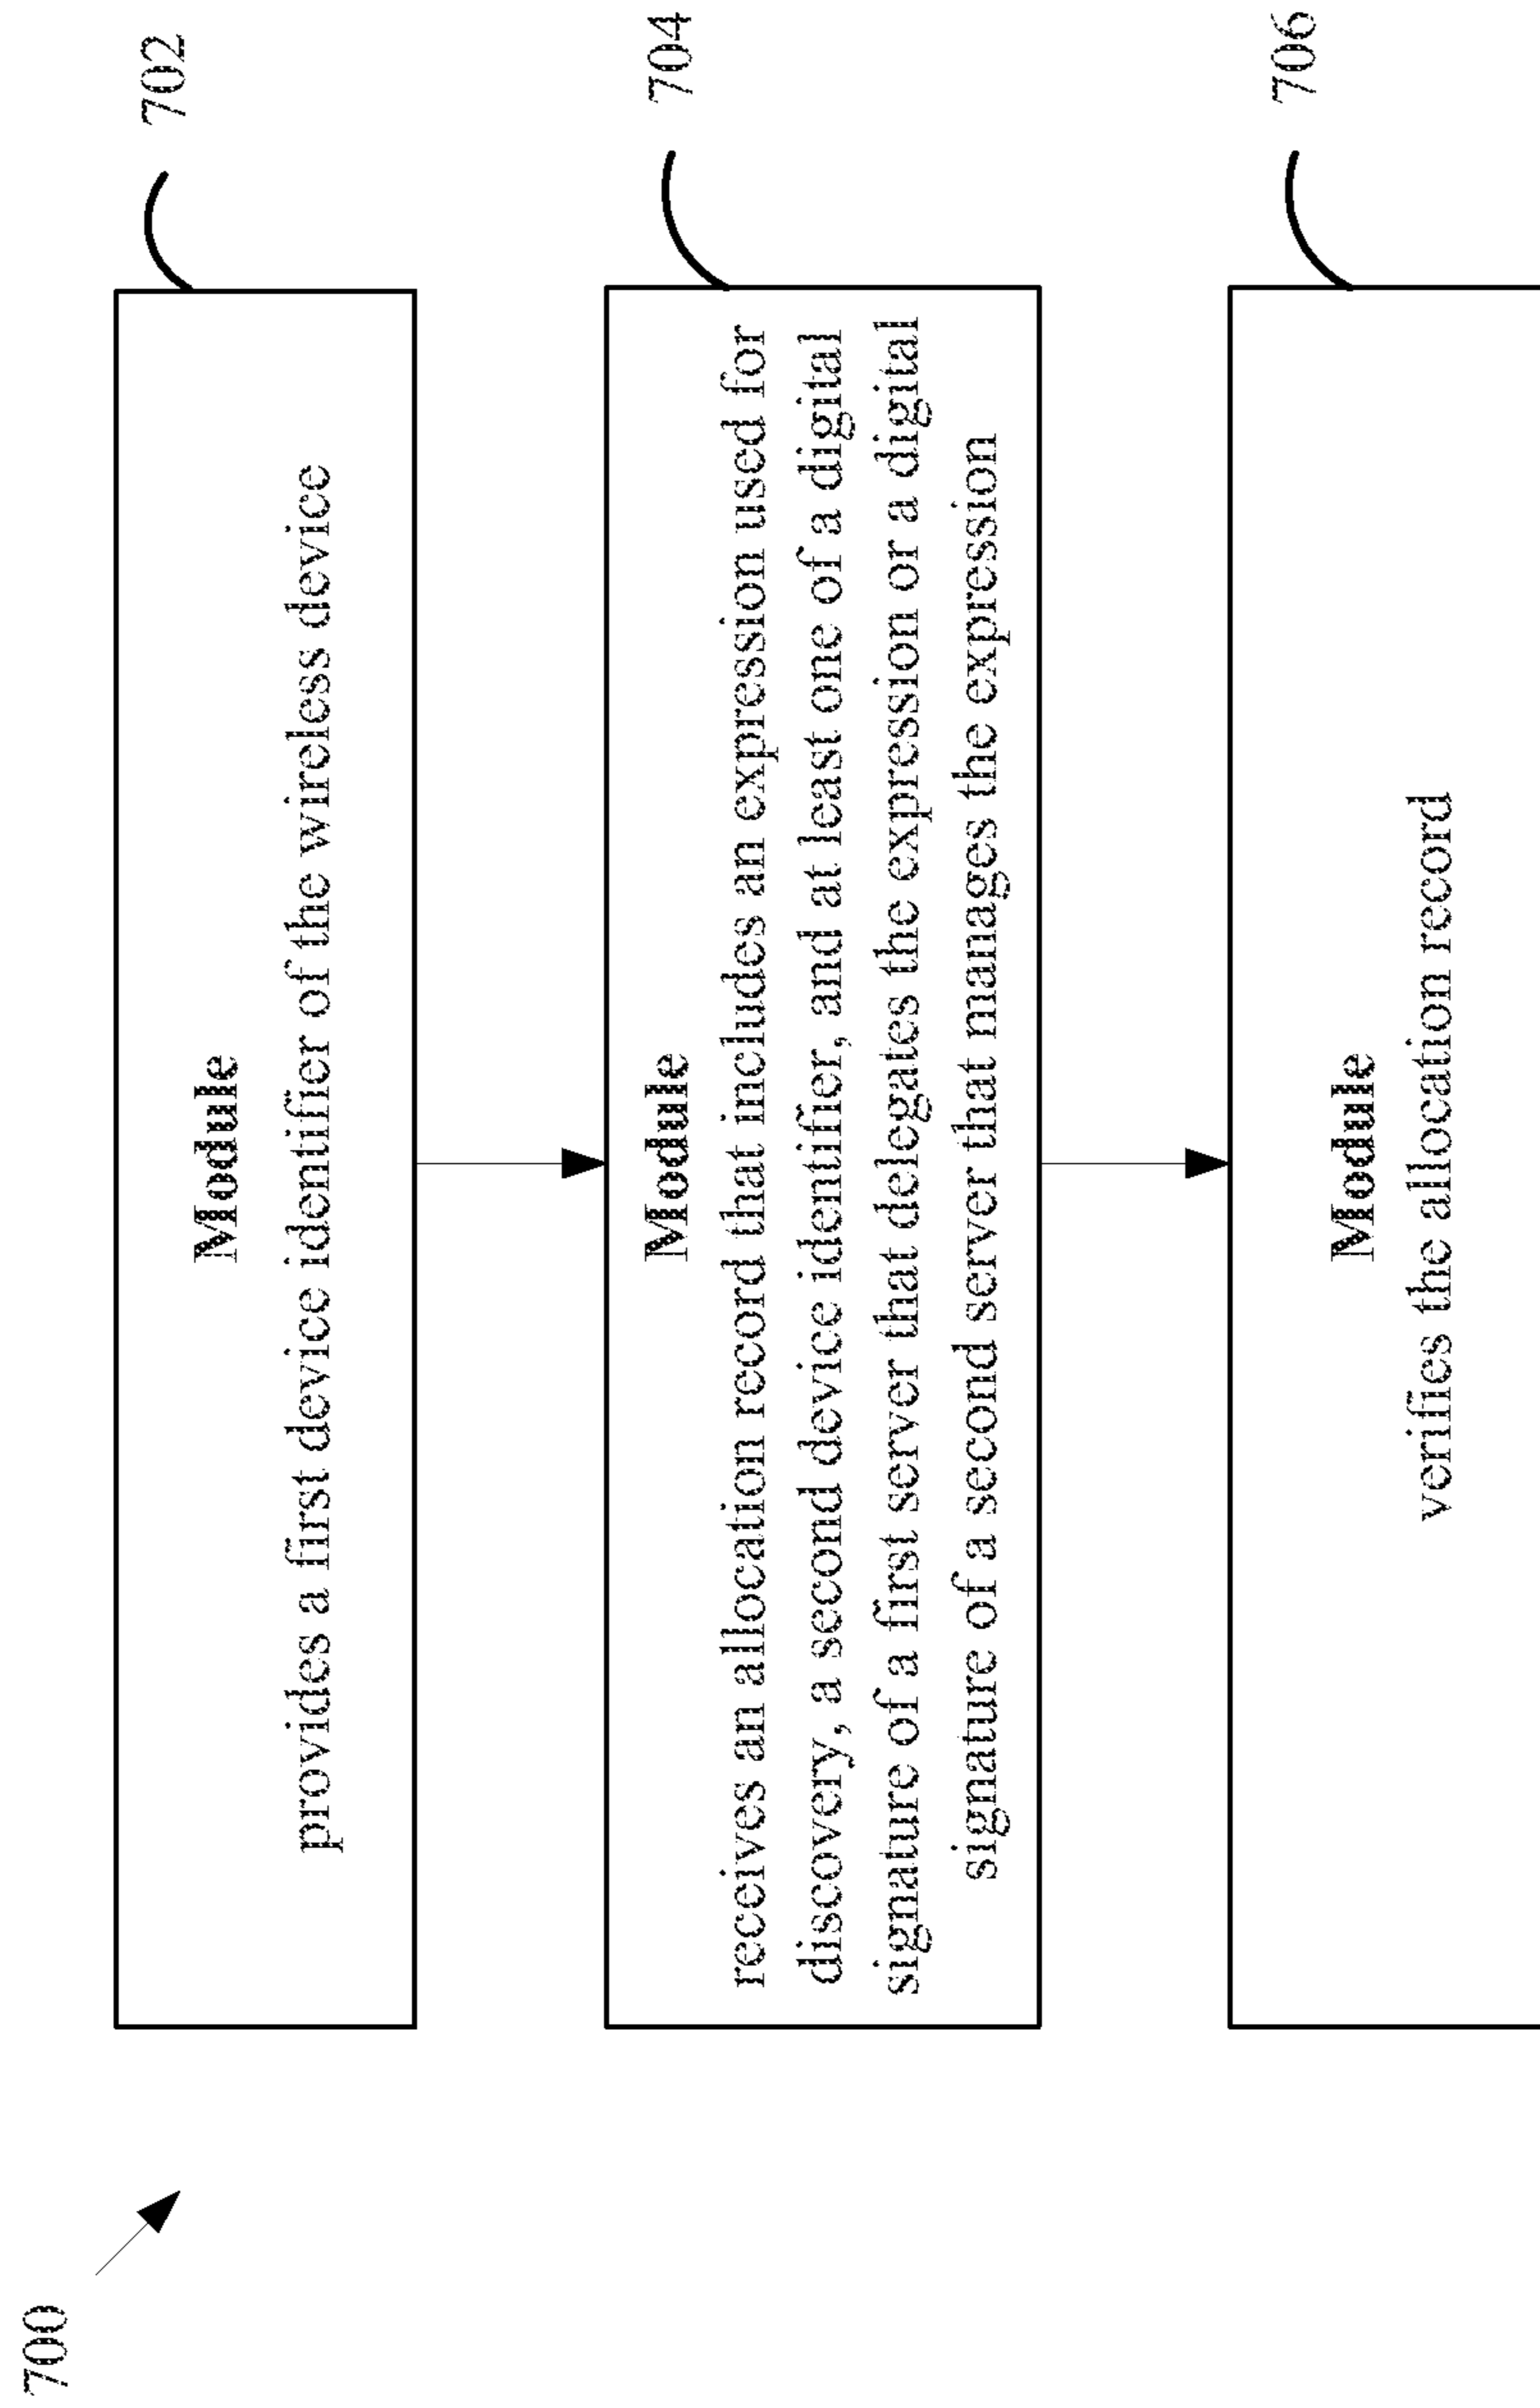 700
702
Module
provides a first device identifier of the wireless device
704
Module
receives an allocation record that includes an expression used for
discovery, a second device identifier, and at least one of a digital
signature of a first server that delegates the expression or a digital
signature of a second server that manages the expression
706
Module
verifies the allocation record